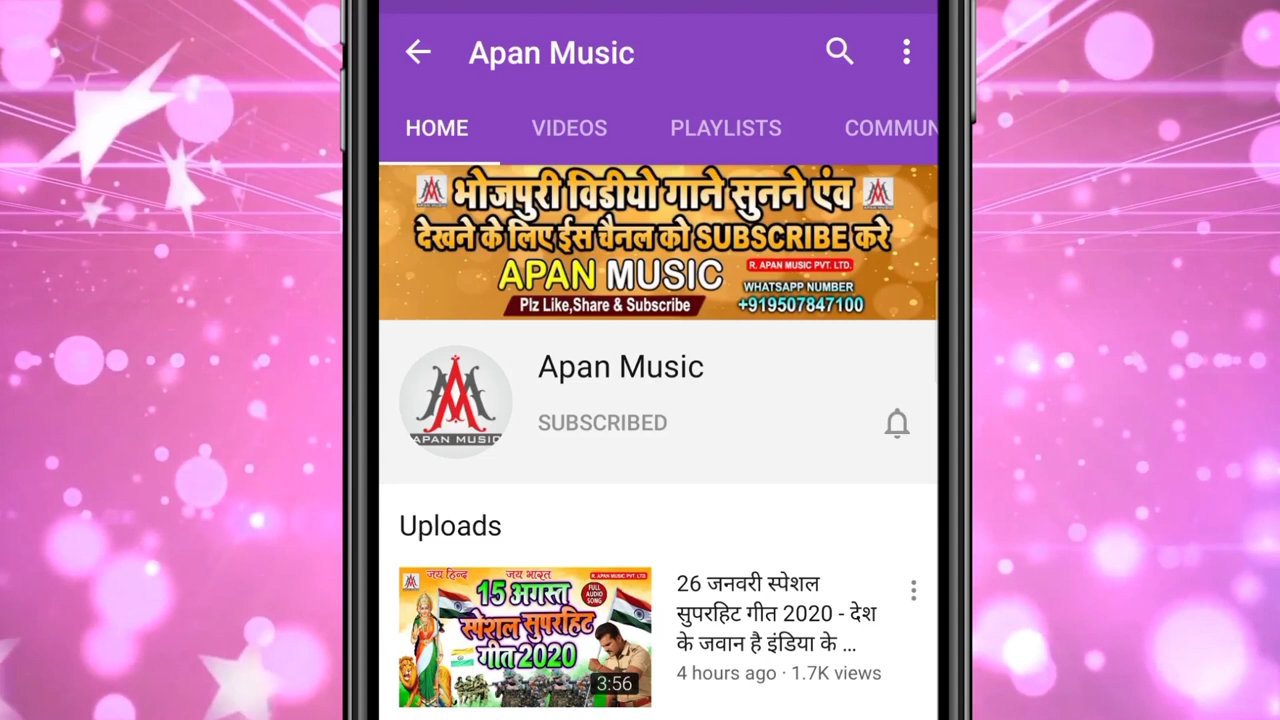 Apan Music
HOME VIDEOS PLAYLISTS COMMUN
भोजपुरी विडीयो गाने सुनने एंव
देखने के लिए ईस चैनल को SUBSCRIBE करे
APAN MUSIC
R. APAN MUSIC PVT. LTD.
Plz Like,Share & Subscribe
WHATSAPP NUMBER
+919507847100
Apan Music
SUBSCRIBED
APAN MUSIC
Uploads
जय हिन्द जय भारत
R. APAN MUSIC PVT. LTD
15 अगस्त
FULL
AUDIO
SONG
स्पेशल सुपरहिट
गीत 2020
3:56
26 जनवरी स्पेशल
सुपरहिट गीत 2020 - देश
के जवान है इंडिया के ...
4 hours ago · 1.7K views